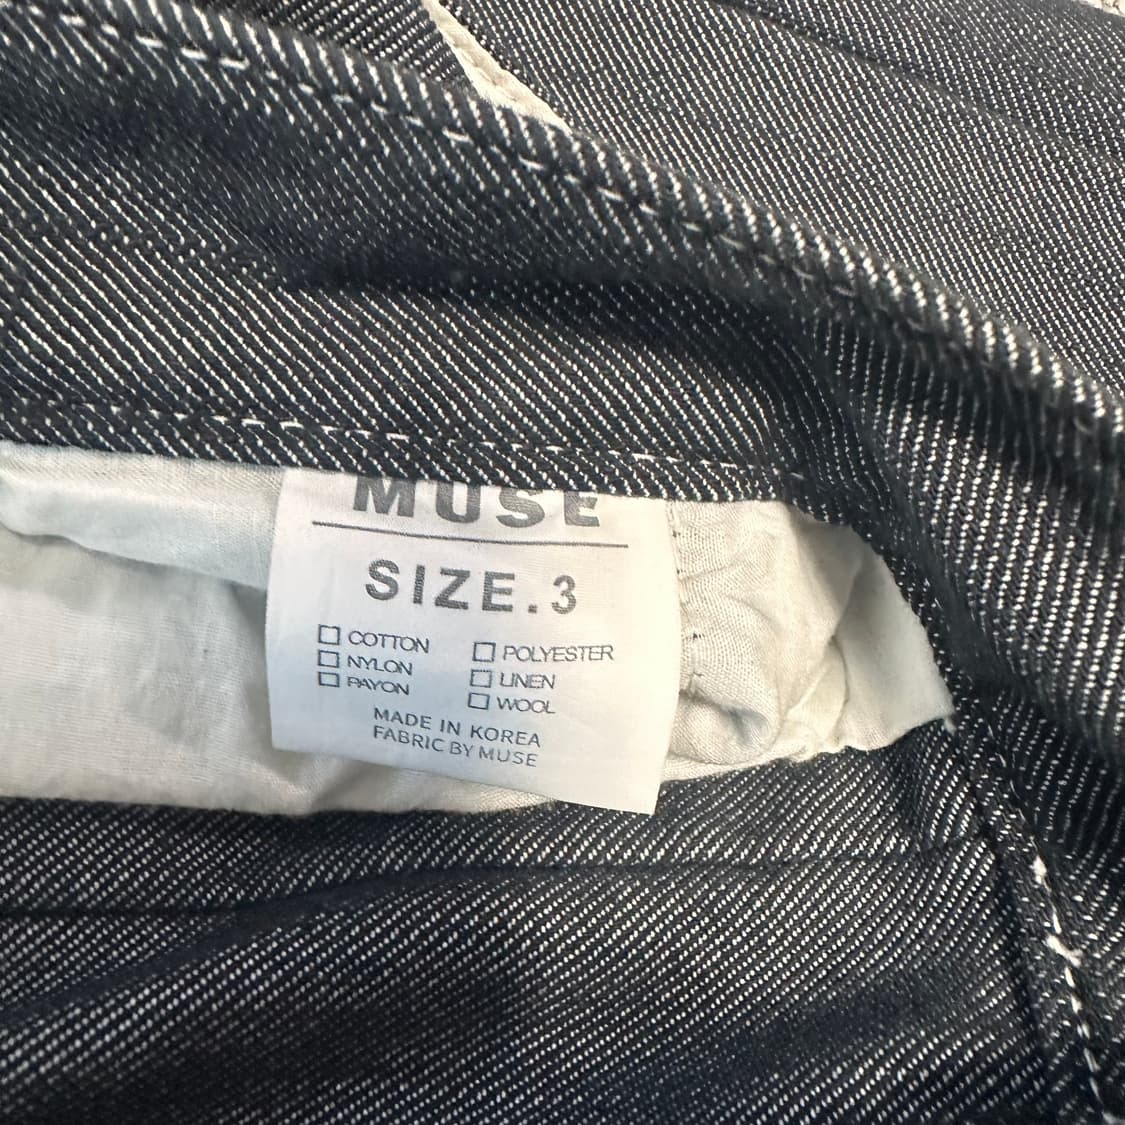 MUSE
SIZE.3
☐ COTTON ☐ POLYESTER
☐ NYLON ☐ LINEN
☐ PAYON ☐ WOOL
MADE IN KOREA
FABRIC BY MUSE